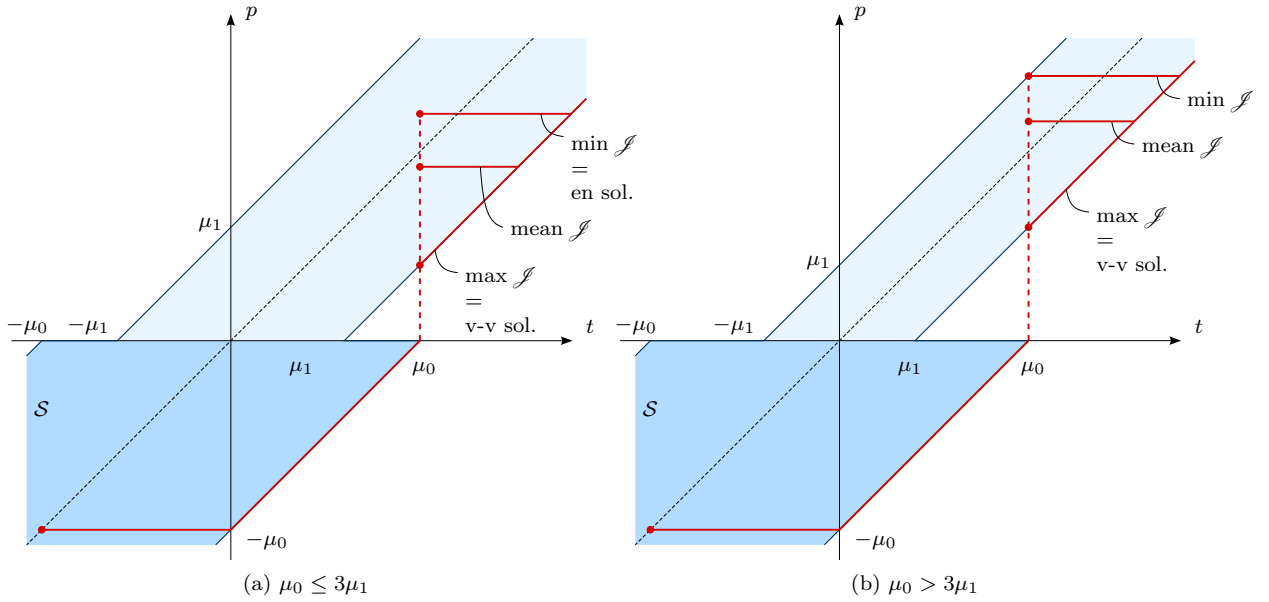 p
μ₁
min 𝒥
=
en sol.
mean 𝒥
max 𝒥
=
v-v sol.
−μ₀
−μ₁
t
μ₁
μ₀
𝒮
−μ₀
(a) μ₀ ≤ 3μ₁
p
min 𝒥
mean 𝒥
max 𝒥
=
v-v sol.
μ₁
−μ₀
−μ₁
t
μ₁
μ₀
𝒮
−μ₀
(b) μ₀ > 3μ₁